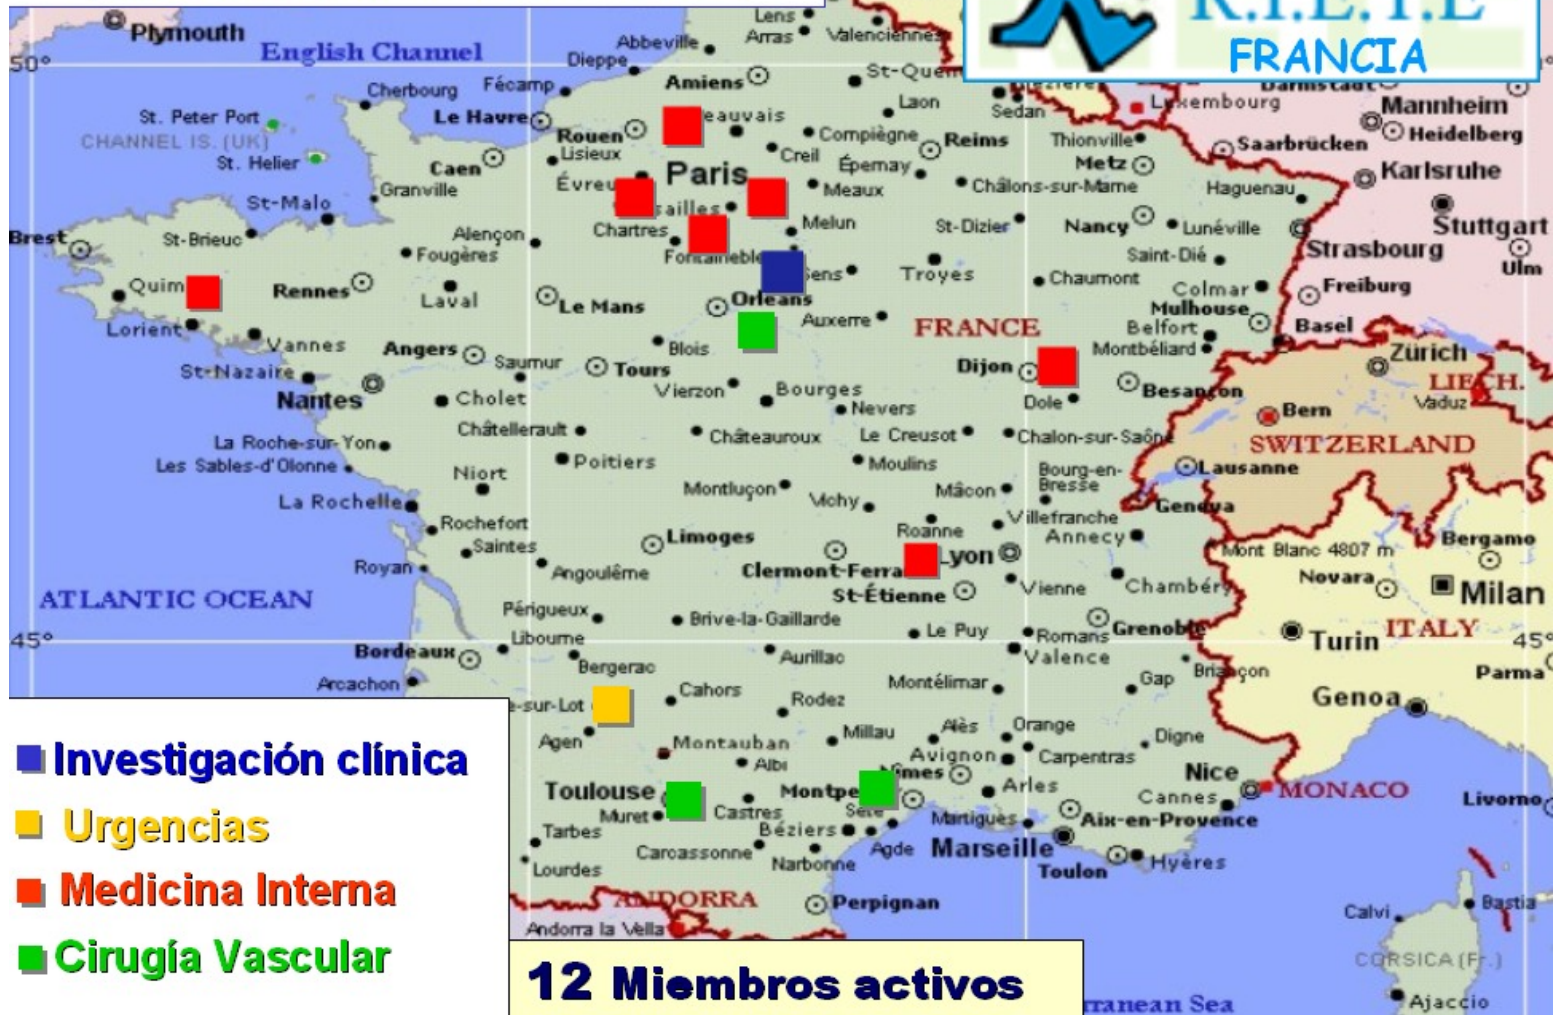 R.I.E.T.E
FRANCIA
Plymouth
English Channel
Lens
Arras
Valenciennes
Abbeville
Dieppe
50°
Amiens
Cherbourg
Fécamp
Laon
Sedan
Luxembourg
Darmstadt
Mannheim
Heidelberg
St. Peter Port
CHANNEL IS. (UK)
St. Helier
Le Havre
Rouen
Lisieux
Compiègne
Reims
Thionville
Saarbrücken
Caen
Creil
Épernay
Metz
Karlsruhe
Granville
Paris
Meaux
Châlons-sur-Marne
Haguenau
St-Malo
Stuttgart
Brest
St-Brieuc
Alençon
Chartres
Melun
St-Dizier
Nancy
Lunéville
Strasbourg
Fougères
Saint-Dié
Ulm
Sens
Troyes
Chaumont
Colmar
Freiburg
Rennes
Laval
Le Mans
Orleans
Mulhouse
Lorient
Vannes
Auxerre
FRANCE
Belfort
Basel
Angers
Saumur
Blois
Montbéliard
Zürich
St-Nazaire
Tours
Dijon
Besançon
LIECH.
Vaduz
Nantes
Cholet
Vierzon
Bourges
Dole
Bern
Nevers
La Roche-sur-Yon
Châtellerault
Châteauroux
Le Creusot
Chalon-sur-Saône
SWITZERLAND
Les Sables-d'Olonne
Niort
Poitiers
Moulins
Bourg-en-
Bresse
Lausanne
La Rochelle
Montluçon
Vichy
Mâcon
Geneva
Rochefort
Roanne
Villefranche
Annecy
Saintes
Limoges
Mont Blanc 4807 m
Bergamo
Royan
Angoulême
Lyon
Novara
Milan
ATLANTIC OCEAN
St-Étienne
Vienne
Chambéry
Périgueux
Brive-la-Gaillarde
Le Puy
Romans
Grenoble
Turin
ITALY
45°
45°
Libourne
Bordeaux
Bergerac
Aurillac
Valence
Briançon
Parma
Arcachon
Cahors
Rodez
Montélimar
Gap
Genoa
Agen
Montauban
Millau
Alès
Orange
Digne
Albi
Avignon
Carpentras
Nîmes
Nice
MONACO
Livorno
Toulouse
Muret
Castres
Sète
Arles
Cannes
Tarbes
Béziers
Martigues
Aix-en-Provence
Lourdes
Carcassonne
Narbonne
Agde
Marseille
Toulon
Hyères
ANDORRA
Perpignan
Andorra la Vella
Calvi
Bastia
CORSICA (Fr.)
Ajaccio
Investigación clínica
Urgencias
Medicina Interna
Cirugía Vascular
12 Miembros activos